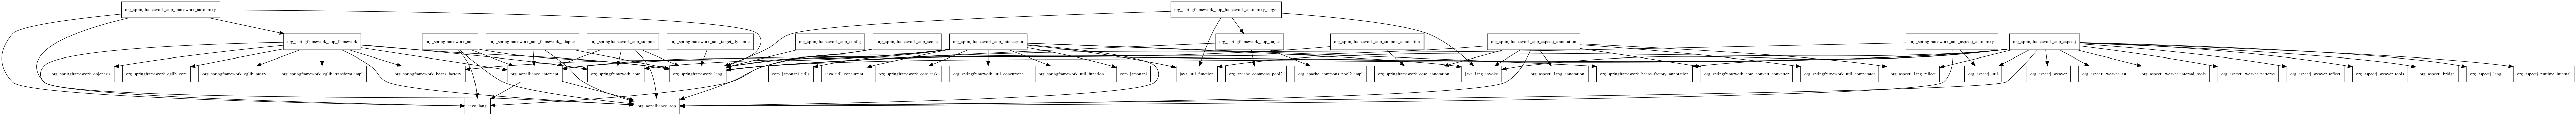 org_springframework_aop_framework_autoproxy
org_springframework_aop_framework_autoproxy_target
org_springframework_aop_framework
org_springframework_aop
org_springframework_aop_framework_adapter
org_springframework_aop_support
org_springframework_aop_target_dynamic
org_springframework_aop_config
org_springframework_aop_scope
org_springframework_aop_interceptor
org_springframework_aop_target
org_springframework_aop_support_annotation
org_springframework_aop_aspectj_annotation
org_springframework_aop_aspectj_autoproxy
org_springframework_aop_aspectj
org_springframework_objenesis
org_springframework_cglib_core
org_springframework_cglib_proxy
org_springframework_cglib_transform_impl
org_springframework_beans_factory
org_aopalliance_intercept
org_springframework_core
org_springframework_lang
com_jamonapi_utils
java_util_concurrent
org_springframework_core_task
org_springframework_util_concurrent
org_springframework_util_function
com_jamonapi
java_util_function
org_apache_commons_pool2
org_apache_commons_pool2_impl
org_springframework_core_annotation
java_lang_invoke
org_aspectj_lang_annotation
org_springframework_beans_factory_annotation
org_springframework_core_convert_converter
org_springframework_util_comparator
org_aspectj_lang_reflect
org_aspectj_util
org_aspectj_weaver
org_aspectj_weaver_ast
org_aspectj_weaver_internal_tools
org_aspectj_weaver_patterns
org_aspectj_weaver_reflect
org_aspectj_weaver_tools
org_aspectj_bridge
org_aspectj_lang
org_aspectj_runtime_internal
java_lang
org_aopalliance_aop